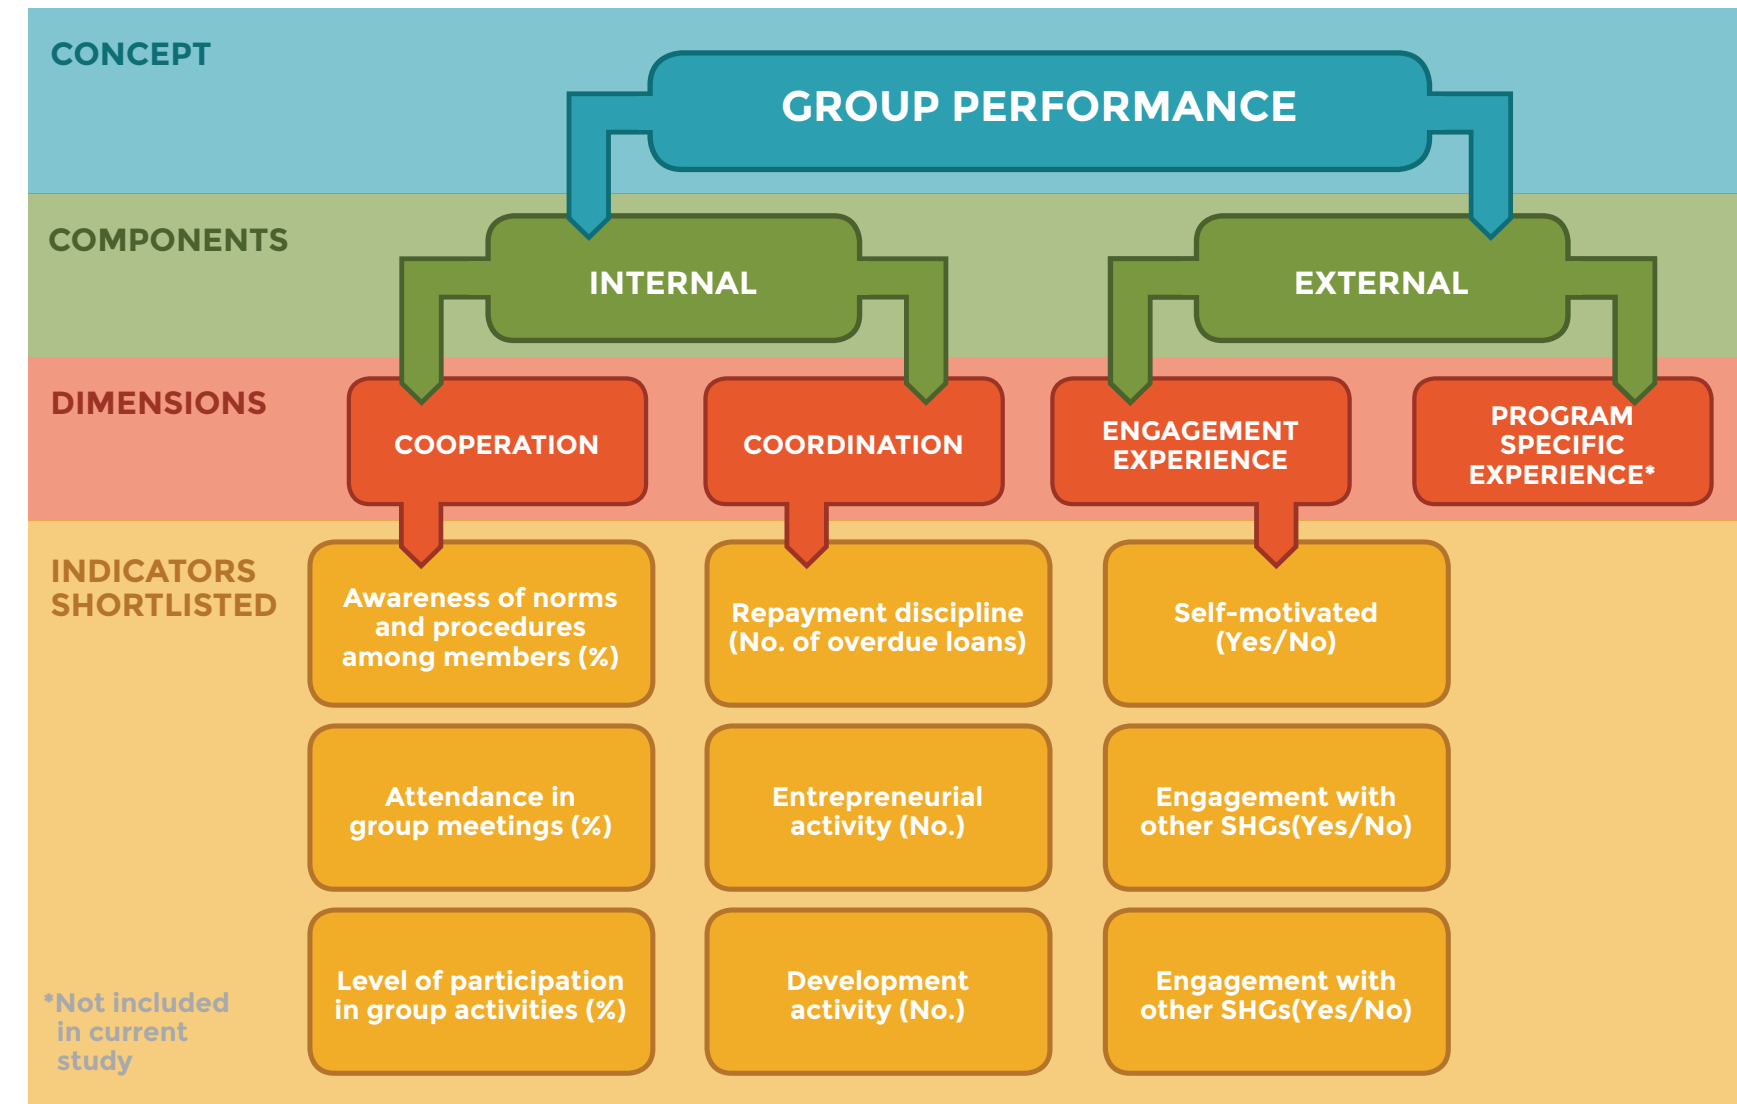 CONCEPT
GROUP PERFORMANCE
COMPONENTS
INTERNAL
EXTERNAL
DIMENSIONS
COOPERATION
COORDINATION
ENGAGEMENT
EXPERIENCE
PROGRAM
SPECIFIC
EXPERIENCE*
INDICATORS
SHORTLISTED
Awareness of norms
and procedures
among members (%)
Repayment discipline
(No. of overdue loans)
Self-motivated
(Yes/No)
Attendance in
group meetings (%)
Entrepreneurial
activity (No.)
Engagement with
other SHGs(Yes/No)
Level of participation
in group activities (%)
Development
activity (No.)
Engagement with
other SHGs(Yes/No)
*Not included
in current
study